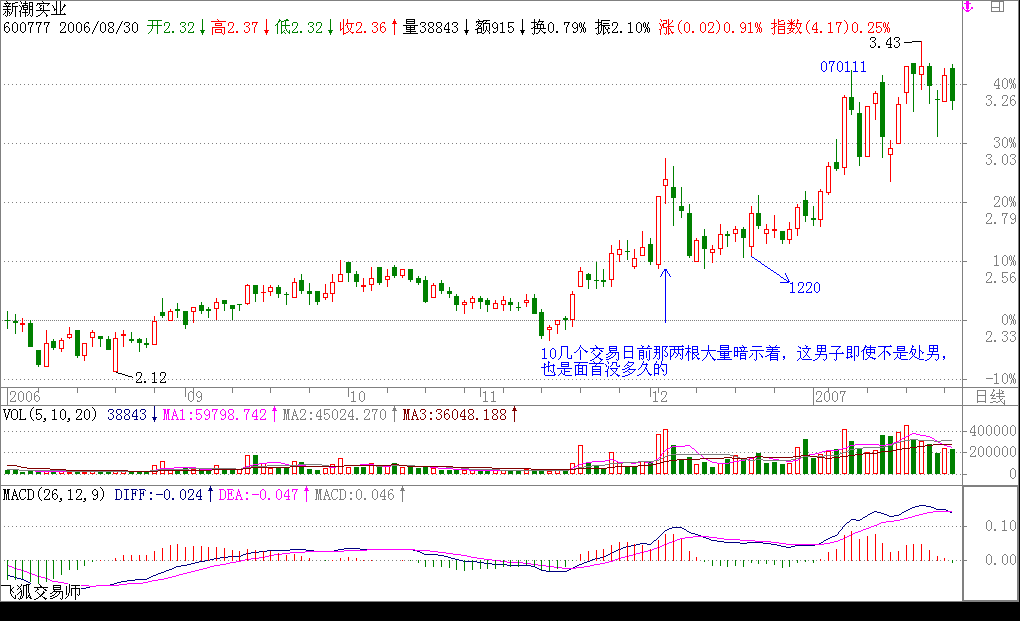 新潮实业
600777 2006/08/30 开2.32↓高2.37↓低2.32↓收2.36↑量38843↓额915↓换0.79% 振2.10% 涨(0.02)0.91% 指数(4.17)0.25%
3.43
070111
40%
3.26
30%
3.03
20%
2.79
10%
2.56
1220
0%
2.33
10几个交易日前那两根大量暗示着，这男子即使不是处男，
也是面首没多久的
2.12
-10%
2006 09 10 11 12 2007 日线
VOL(5,10,20) 38843↓MA1:59798.742↑MA2:45024.270↑MA3:36048.188↑
400000
200000
0
MACD(26,12,9) DIFF:-0.024↑DEA:-0.047↑MACD:0.046↑
0.10
0.00
飞狐交易师